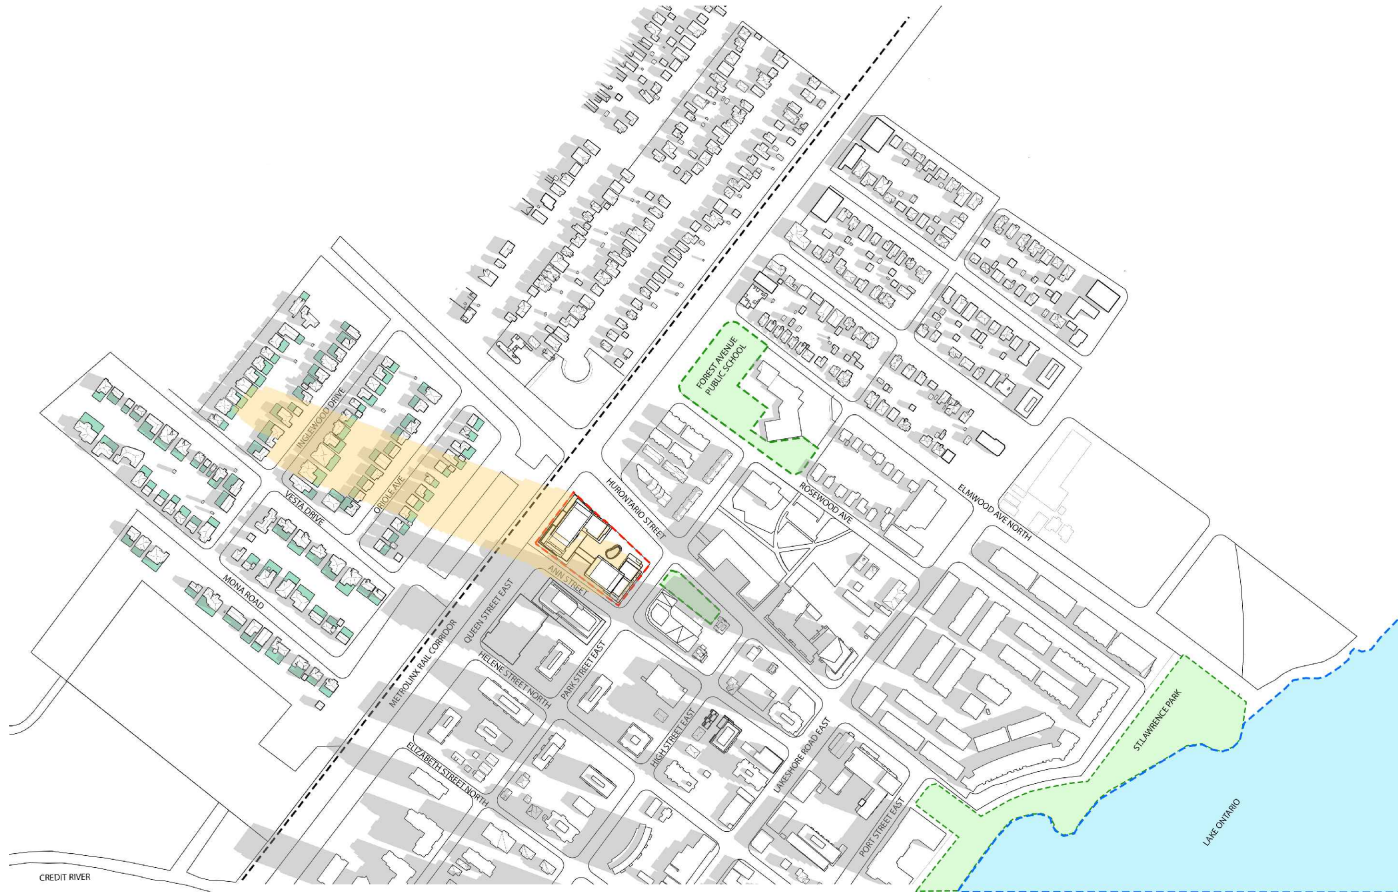 FOREST AVENUE
PUBLIC SCHOOL
INGLEWOOD DRIVE
ORIOLE AVE
VESTA DRIVE
HURONTARIO STREET
ROSEWOOD AVE
ELMWOOD AVE NORTH
MONA ROAD
ANN STREET
QUEEN STREET EAST
METROLINX RAIL CORRIDOR
HELENE STREET NORTH
PARK STREET EAST
HIGH STREET EAST
ELIZABETH STREET NORTH
LAKESHORE ROAD EAST
PORT STREET EAST
ST.LAWRENCE PARK
LAKE ONTARIO
CREDIT RIVER